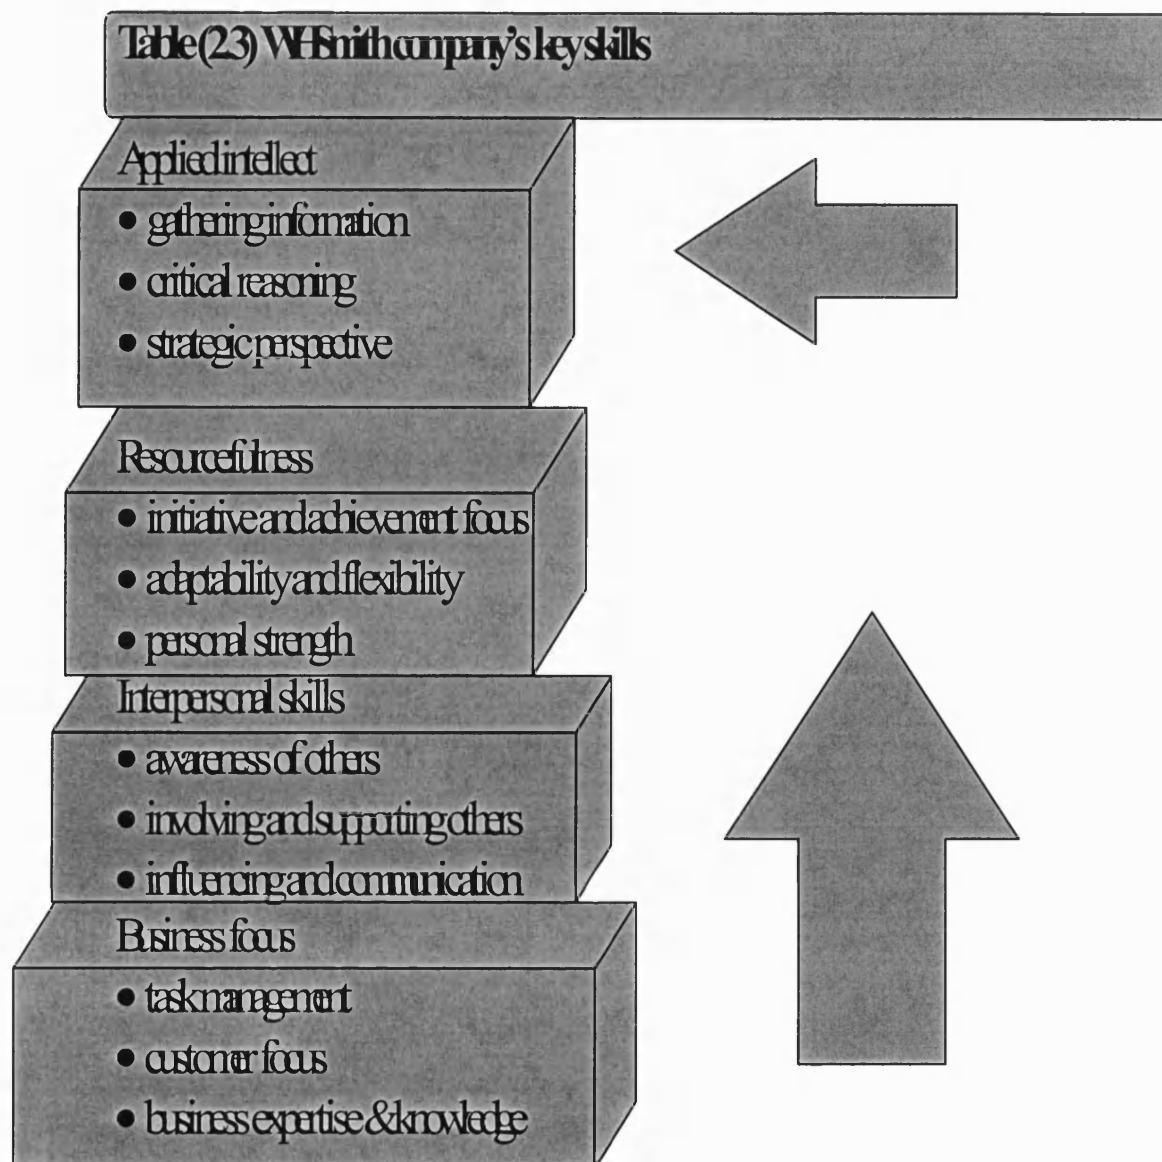 Table (2.3) WHSmith company's key skills
Applied intellect
• gathering information
• critical reasoning
• strategic perspective
Resourcefulness
• initiative and achievement focus
• adaptability and flexibility
• personal strength
Interpersonal skills
• awareness of others
• involving and supporting others
• influencing and communication
Business focus
• task management
• customer focus
• business expertise & knowledge